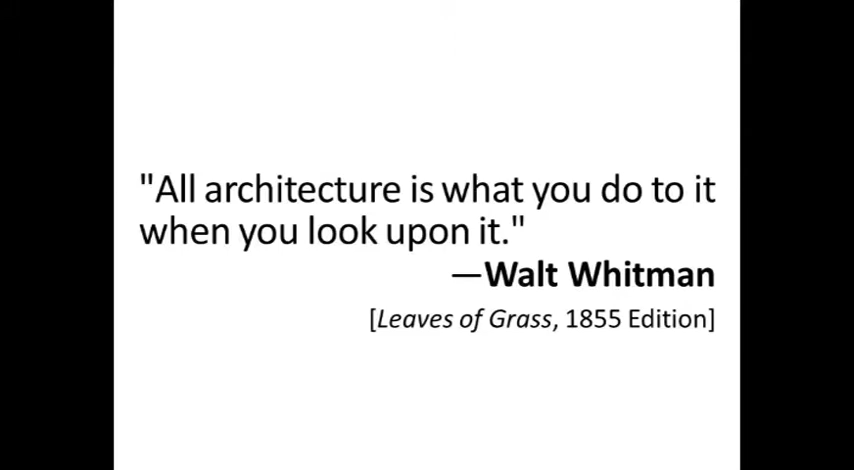 "All architecture is what you do to it
when you look upon it."
—Walt Whitman
[Leaves of Grass, 1855 Edition]